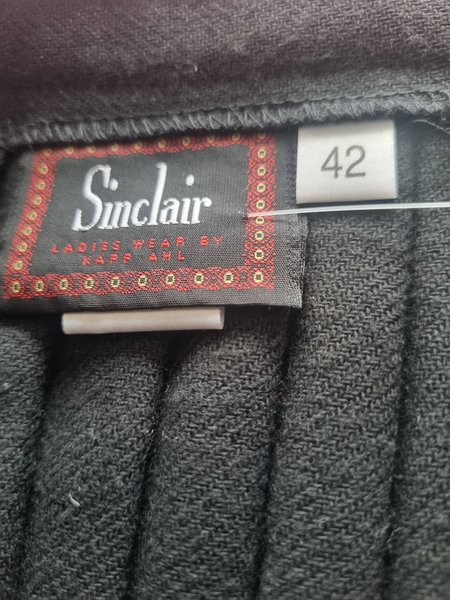 Sinclair
LADIES WEAR BY
KAPP AHL
42